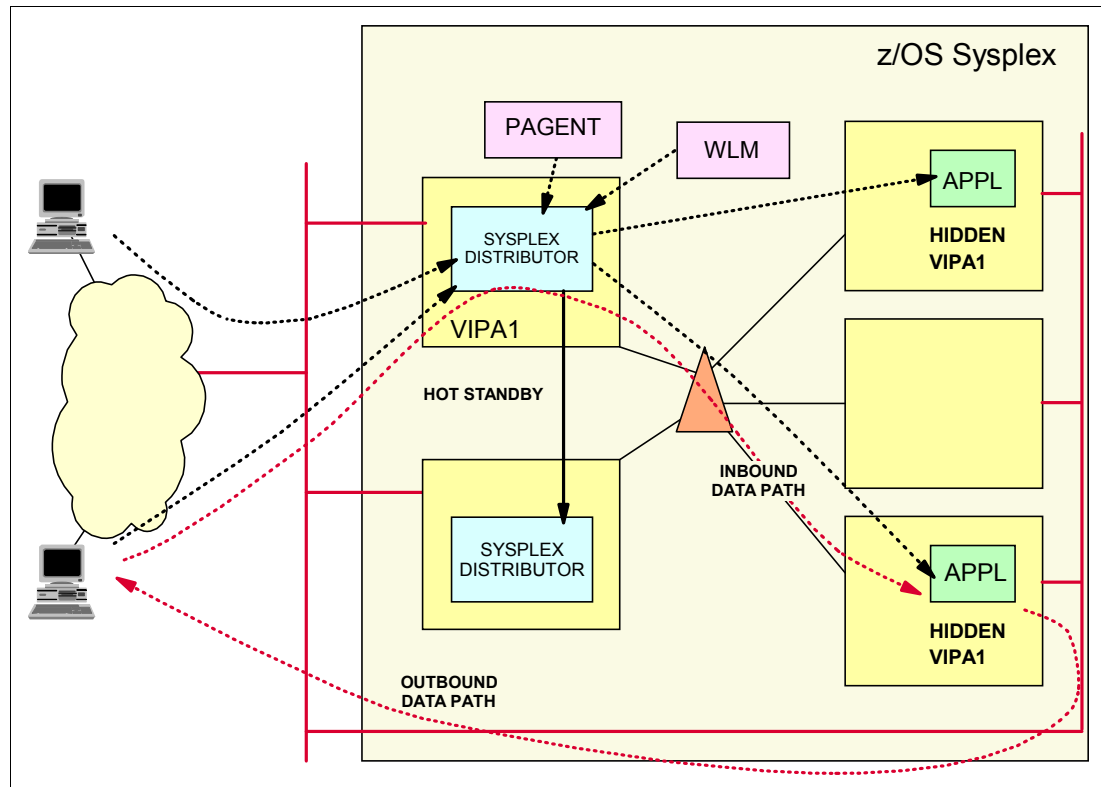 z/OS Sysplex
PAGENT
WLM
APPL
HIDDEN
VIPA1
SYSPLEX
DISTRIBUTOR
VIPA1
HOT STANDBY
INBOUND
DATA PATH
SYSPLEX
DISTRIBUTOR
APPL
HIDDEN
VIPA1
OUTBOUND
DATA PATH